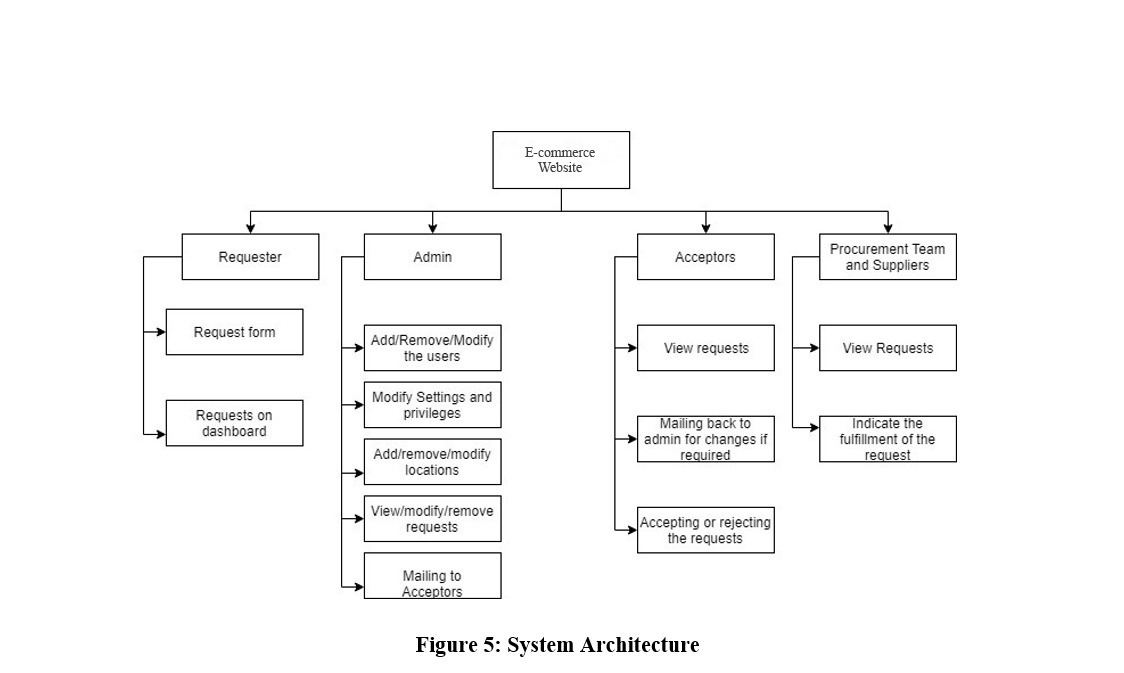 E-commerce
Website
Requester
Admin
Acceptors
Procurement Team
and Suppliers
Request form
Requests on
dashboard
Add/Remove/Modify
the users
Modify Settings and
privileges
Add/remove/modify
locations
View/modify/remove
requests
Mailing to
Acceptors
View requests
Mailing back to
admin for changes if
required
Accepting or rejecting
the requests
View Requests
Indicate the
fulfillment of the
request
Figure 5: System Architecture